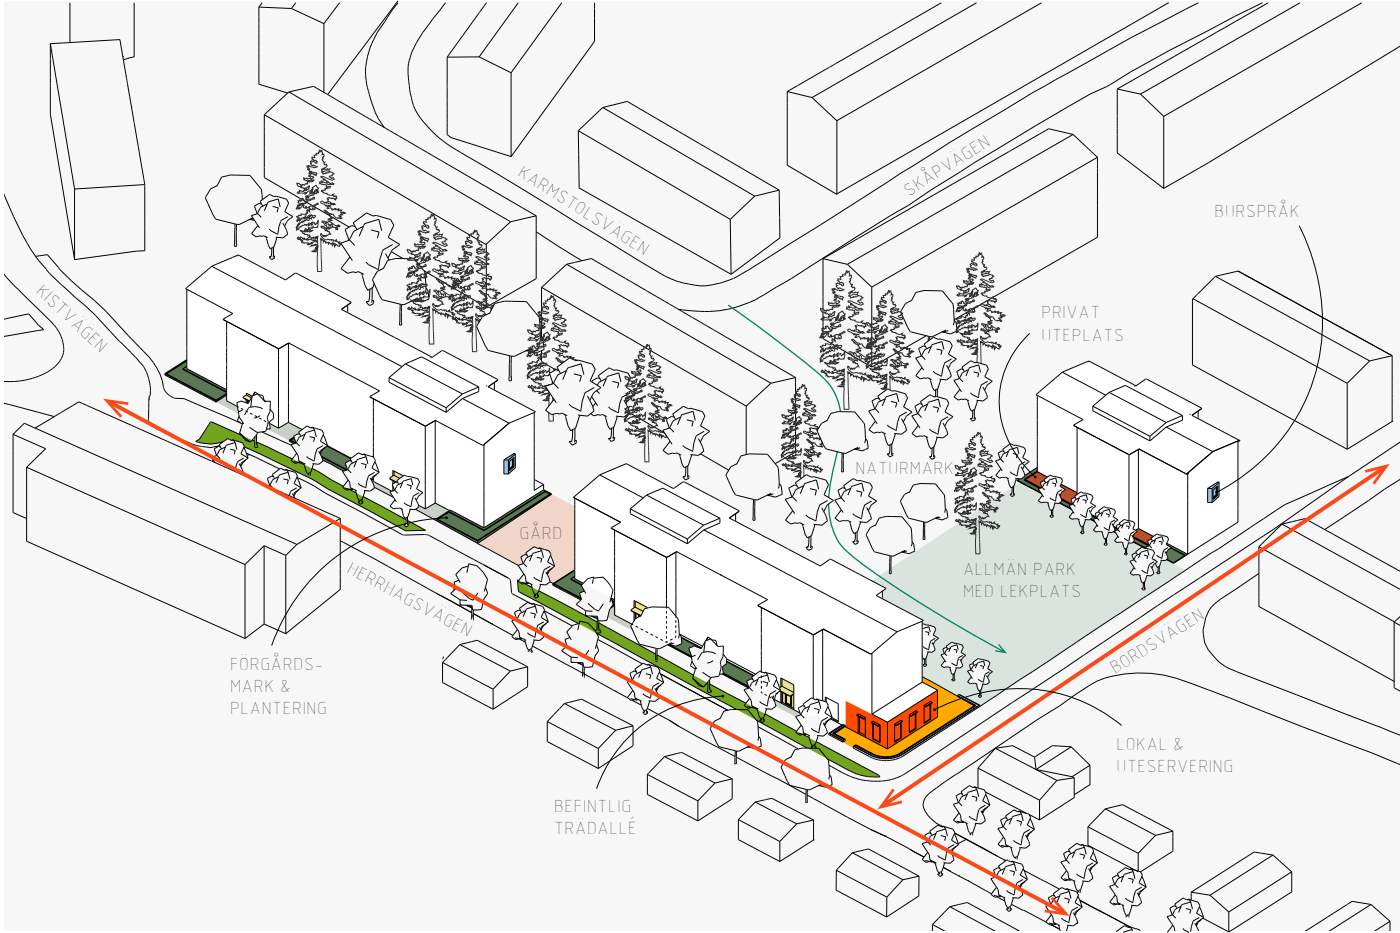 KARMSTOLSVÄGEN
SKÅPVÄGEN
BURSPRÅK
KISTVÄGEN
PRIVAT
UTEPLATS
NATURMARK
GÅRD
ALLMÄN PARK
MED LEKPLATS
HERRHAGSVÄGEN
BORDSVÄGEN
FÖRGÅRDS-
MARK &
PLANTERING
LOKAL &
UTESERVERING
BEFINTLIG
TRÄDALLÉ